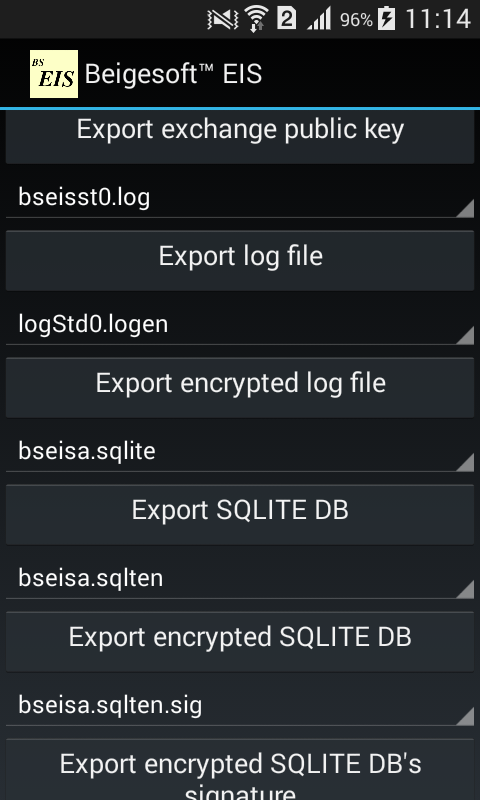 2 96% 11:14
BS
EIS Beigesoft™ EIS
Export exchange public key
bseisst0.log
Export log file
logStd0.logen
Export encrypted log file
bseisa.sqlite
Export SQLITE DB
bseisa.sqlten
Export encrypted SQLITE DB
bseisa.sqlten.sig
Export encrypted SQLITE DB's
signature